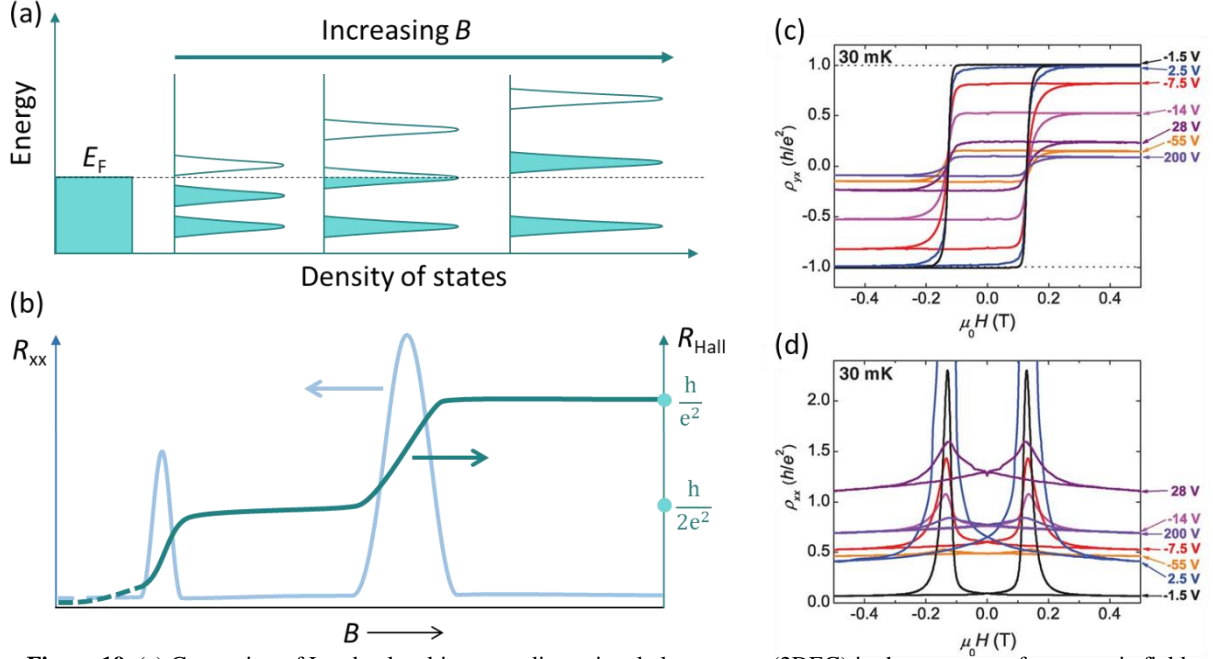 (a)
Increasing B
Energy
E_F
Density of states
(b)
R_xx
R_Hall
h/e²
h/2e²
B
(c)
30 mK
ρ_yx (h/e²)
1.0
0.5
0.0
-0.5
-1.0
-0.4 -0.2 0.0 0.2 0.4
μ₀H (T)
-1.5 V
2.5 V
-7.5 V
-14 V
28 V
-55 V
200 V
(d)
30 mK
ρ_xx (h/e²)
2.0
1.5
1.0
0.5
0.0
-0.4 -0.2 0.0 0.2 0.4
μ₀H (T)
28 V
-14 V
200 V
-7.5 V
-55 V
2.5 V
-1.5 V